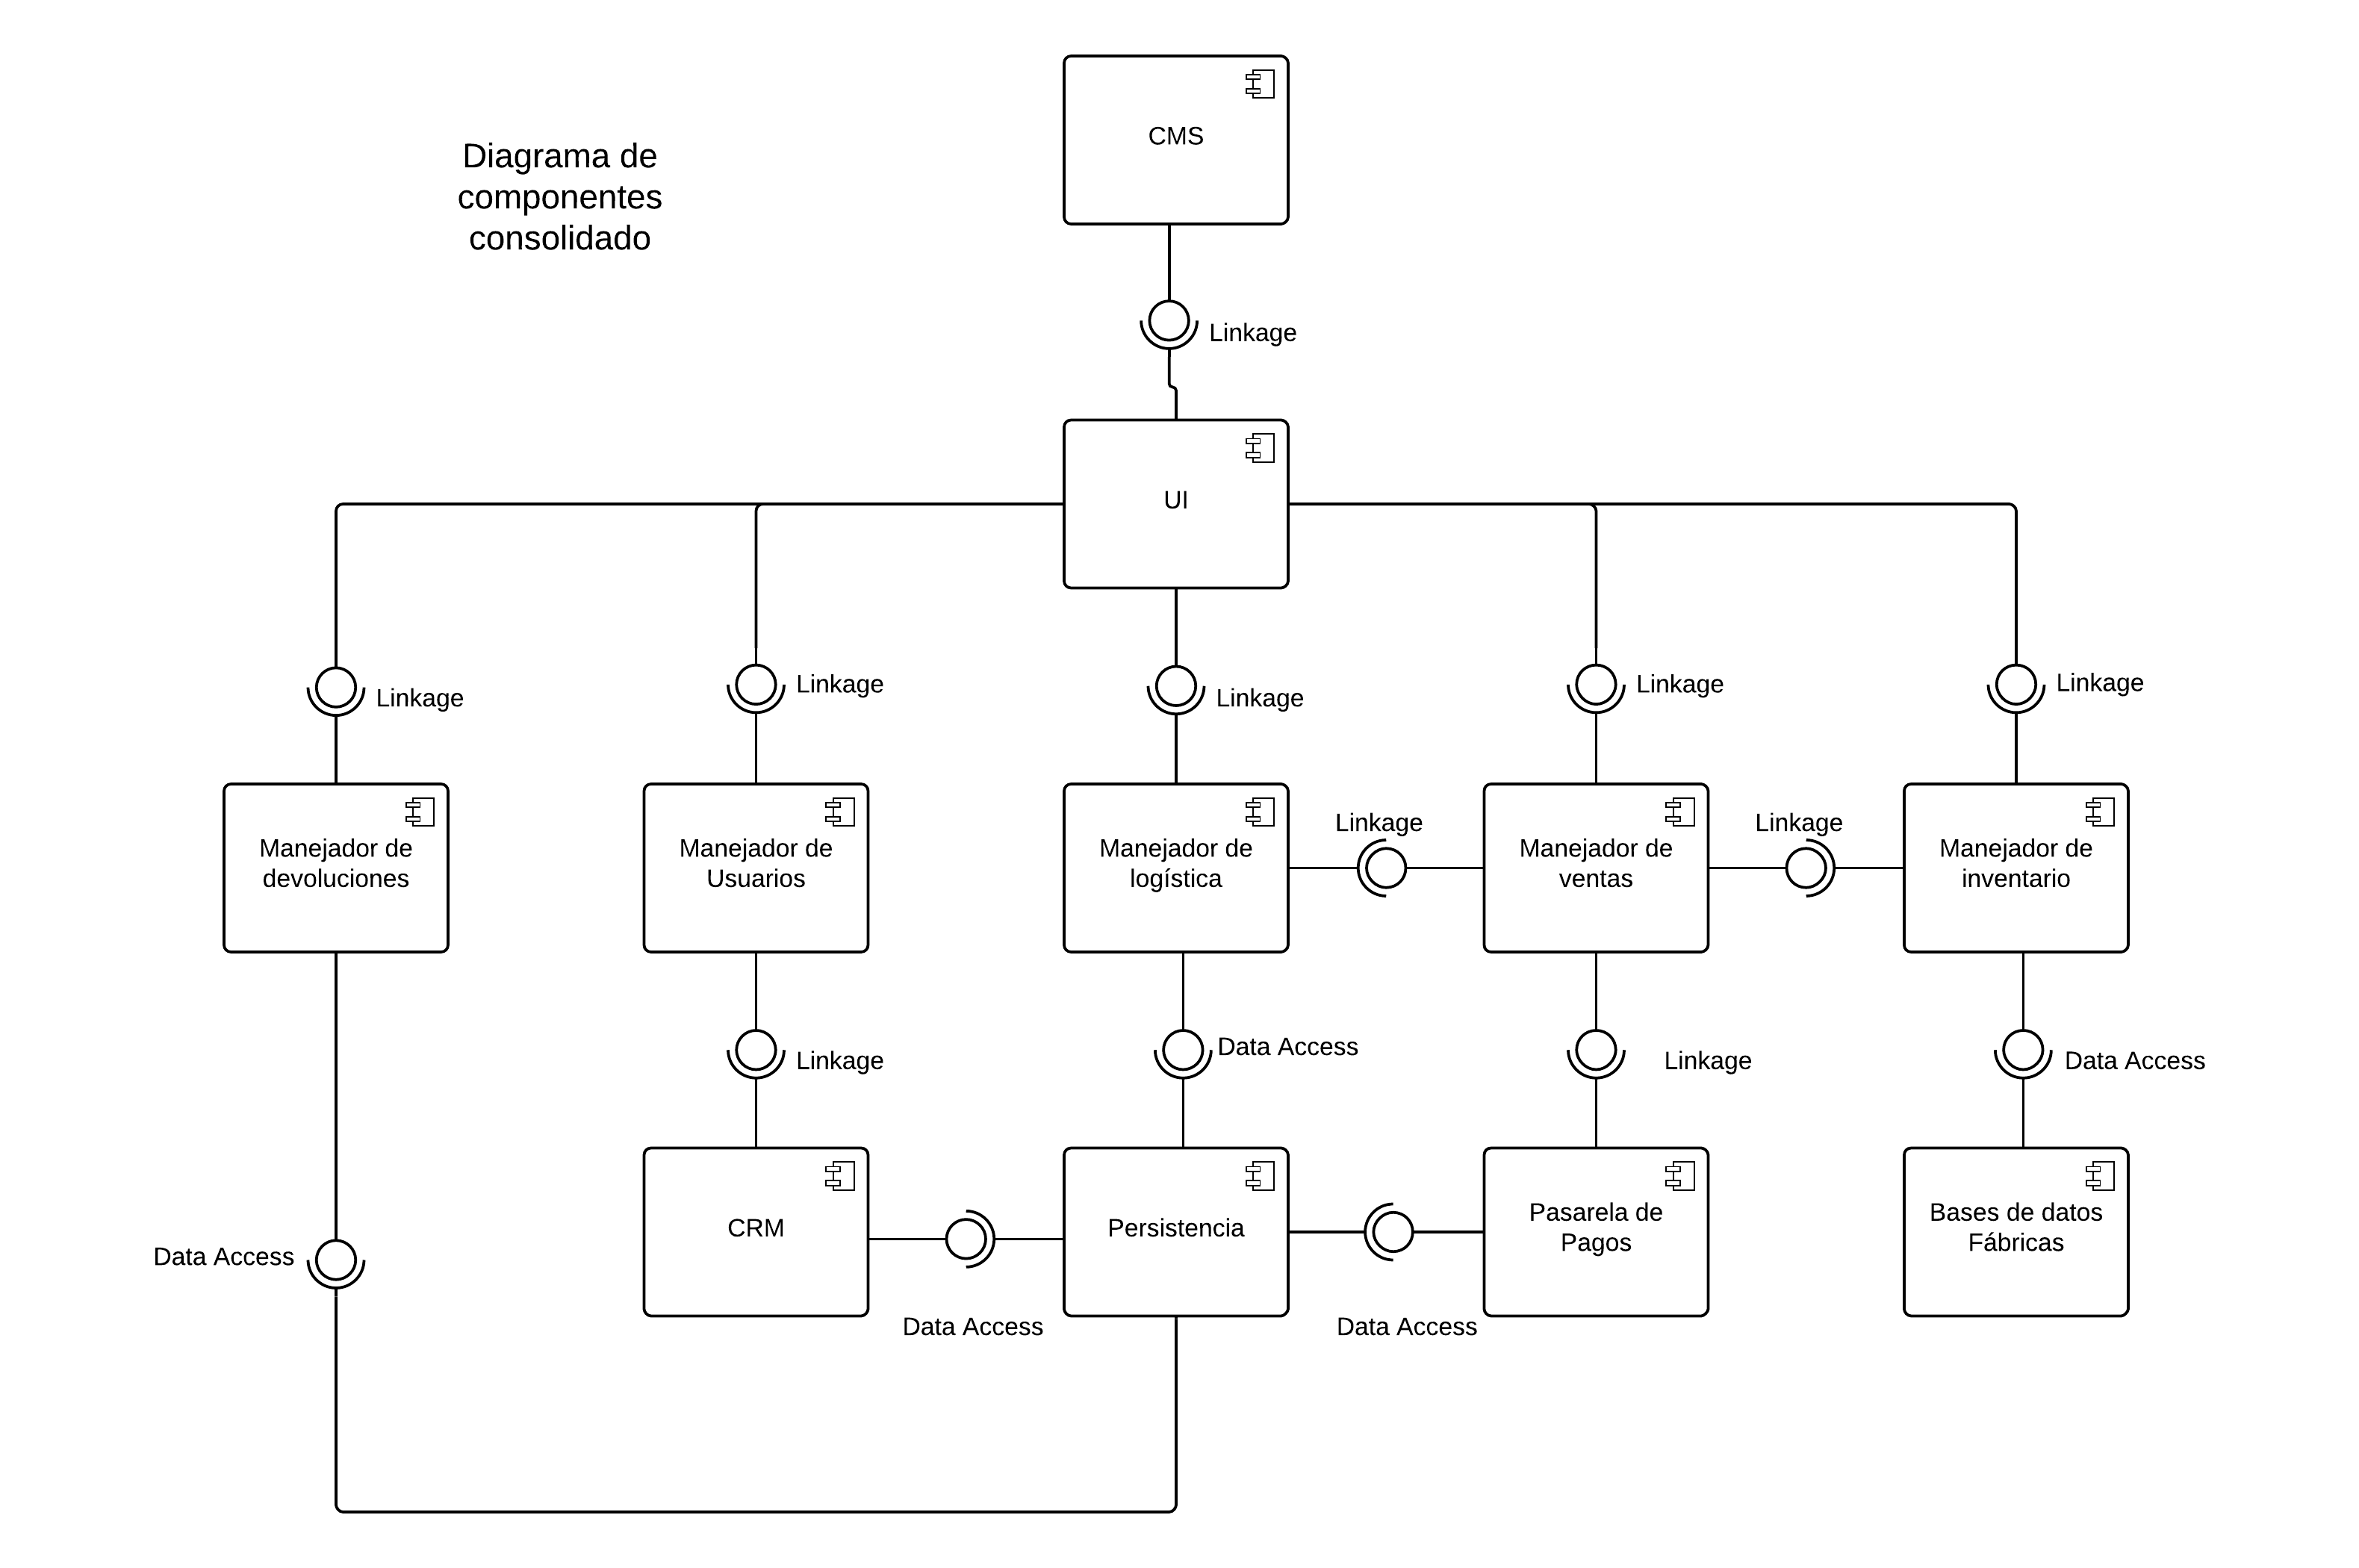 CMS
Diagrama de
componentes
consolidado
Linkage
UI
Linkage
Linkage
Linkage
Linkage
Linkage
Linkage
Linkage
Manejador de
devoluciones
Manejador de
Usuarios
Manejador de
logística
Manejador de
ventas
Manejador de
inventario
Linkage
Data Access
Linkage
Data Access
CRM
Persistencia
Pasarela de
Pagos
Bases de datos
Fábricas
Data Access
Data Access
Data Access